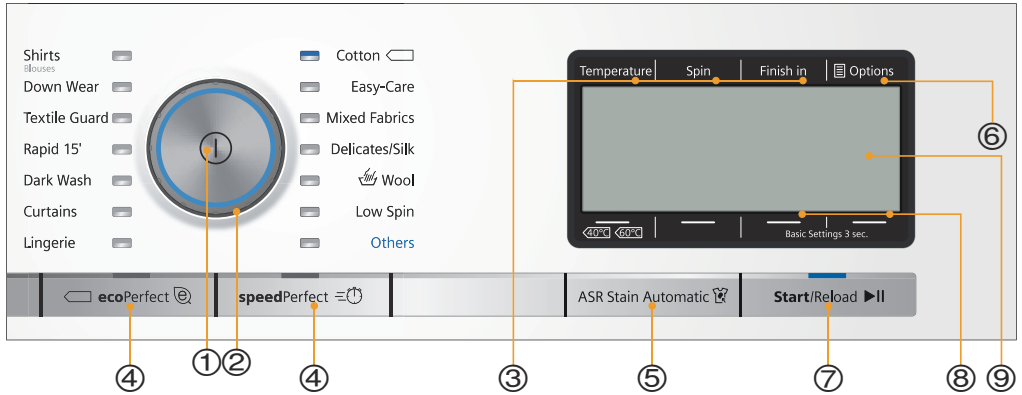 Shirts
Blouses
Down Wear
Textile Guard
Rapid 15'
Dark Wash
Curtains
Lingerie
Cotton
Easy-Care
Mixed Fabrics
Delicates/Silk
Wool
Low Spin
Others
Temperature Spin Finish in Options
40°C 60°C
Basic Settings 3 sec.
ecoPerfect e
speedPerfect
ASR Stain Automatic
Start/Reload
① ② ③ ④ ④ ⑤ ⑥ ⑦ ⑧ ⑨